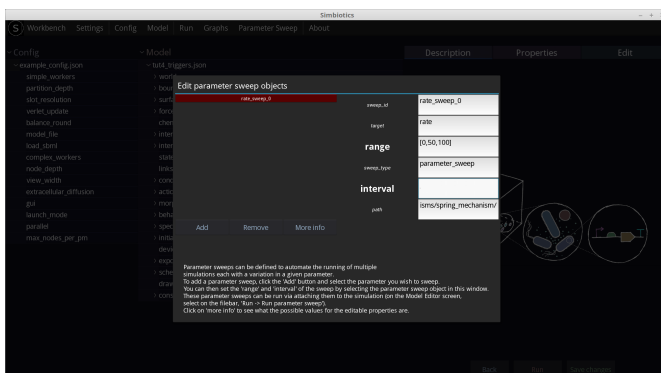 Simbiotics
S Workbench Settings Config Model Run Graphs Parameter Sweep About
Config
Model
Description Properties Edit
example_config.json
simple_workers
partition_depth
slot_resolution
verlet_update
balance_round
model_file
load_sbml
complex_workers
node_depth
view_width
extracellular_diffusion
gui
launch_mode
parallel
max_nodes_per_pm
tut4_triggers.json
Edit parameter sweep objects
rate_sweep_0
sweep_id
rate_sweep_0
target
rate
range
[0,50,100]
sweep_type
parameter_sweep
interval
path
isms/spring_mechanism/
Add Remove More info
Parameter sweeps can be defined to automate the running of multiple
simulations each with a variation in a given parameter.
To add a parameter sweep, click the 'Add' button and select the parameter you wish to sweep.
You can then set the 'range' and 'interval' of the sweep by selecting the parameter sweep object in this window.
These parameter sweeps can be run via attaching them to the simulation (on the Model Editor screen,
select on the filebar, 'Run -> Run parameter sweep').
Click on 'more info' to see what the possible values for the editable properties are.
Back Run Save changes